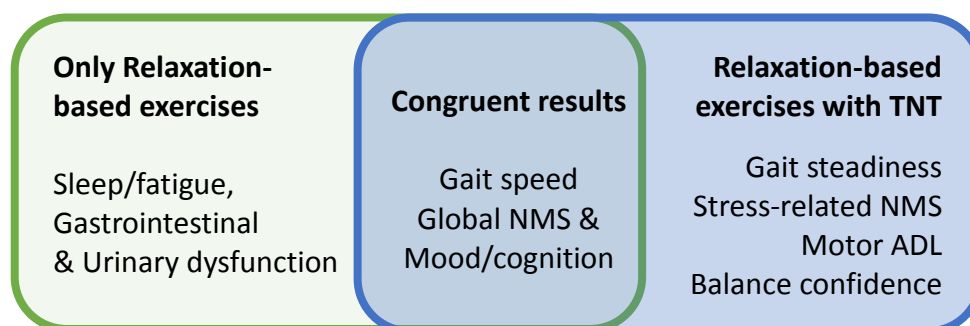 Only Relaxation-
based exercises
Sleep/fatigue,
Gastrointestinal
& Urinary dysfunction
Congruent results
Gait speed
Global NMS &
Mood/cognition
Relaxation-based
exercises with TNT
Gait steadiness
Stress-related NMS
Motor ADL
Balance confidence